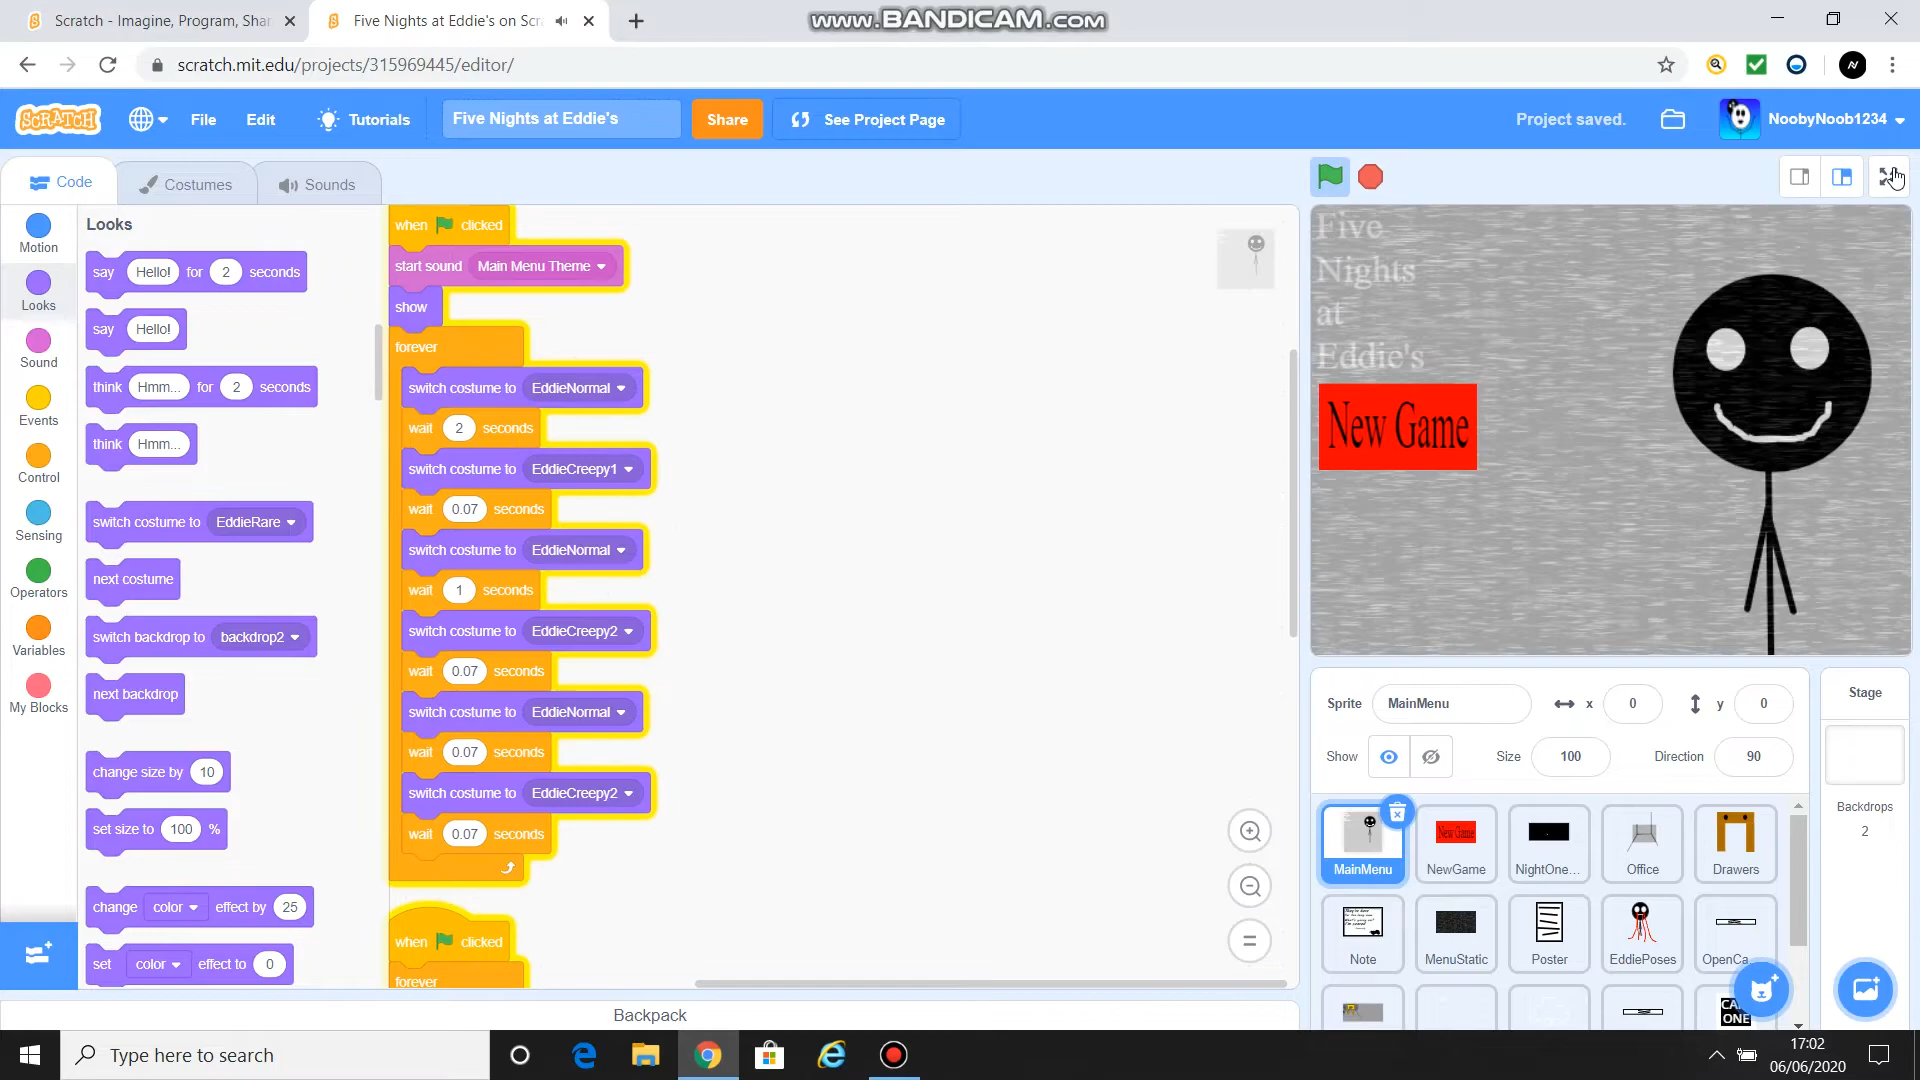 Scratch - Imagine, Program, Shar
Five Nights at Eddie's on Scr
www.BANDICAM.com
scratch.mit.edu/projects/315969445/editor/
SCRATCH
File
Edit
Tutorials
Five Nights at Eddie's
Share
See Project Page
Project saved.
NoobyNoob1234
Code
Costumes
Sounds
Motion
Looks
Sound
Events
Control
Sensing
Operators
Variables
My Blocks
Looks
say Hello! for 2 seconds
say Hello!
think Hmm... for 2 seconds
think Hmm...
switch costume to EddieRare
next costume
switch backdrop to backdrop2
next backdrop
change size by 10
set size to 100 %
change color effect by 25
set color effect to 0
when clicked
start sound Main Menu Theme
show
forever
switch costume to EddieNormal
wait 2 seconds
switch costume to EddieCreepy1
wait 0.07 seconds
switch costume to EddieNormal
wait 1 seconds
switch costume to EddieCreepy2
wait 0.07 seconds
switch costume to EddieNormal
wait 0.07 seconds
switch costume to EddieCreepy2
wait 0.07 seconds
when clicked
forever
Five
Nights
at
Eddie's
New Game
Sprite MainMenu x 0 y 0
Show Size 100 Direction 90
Stage
Backdrops
2
MainMenu
New Game
NewGame
NightOne...
Office
Drawers
Note
MenuStatic
Poster
EddiePoses
OpenCa
ONE
Backpack
Type here to search
17:02
06/06/2020